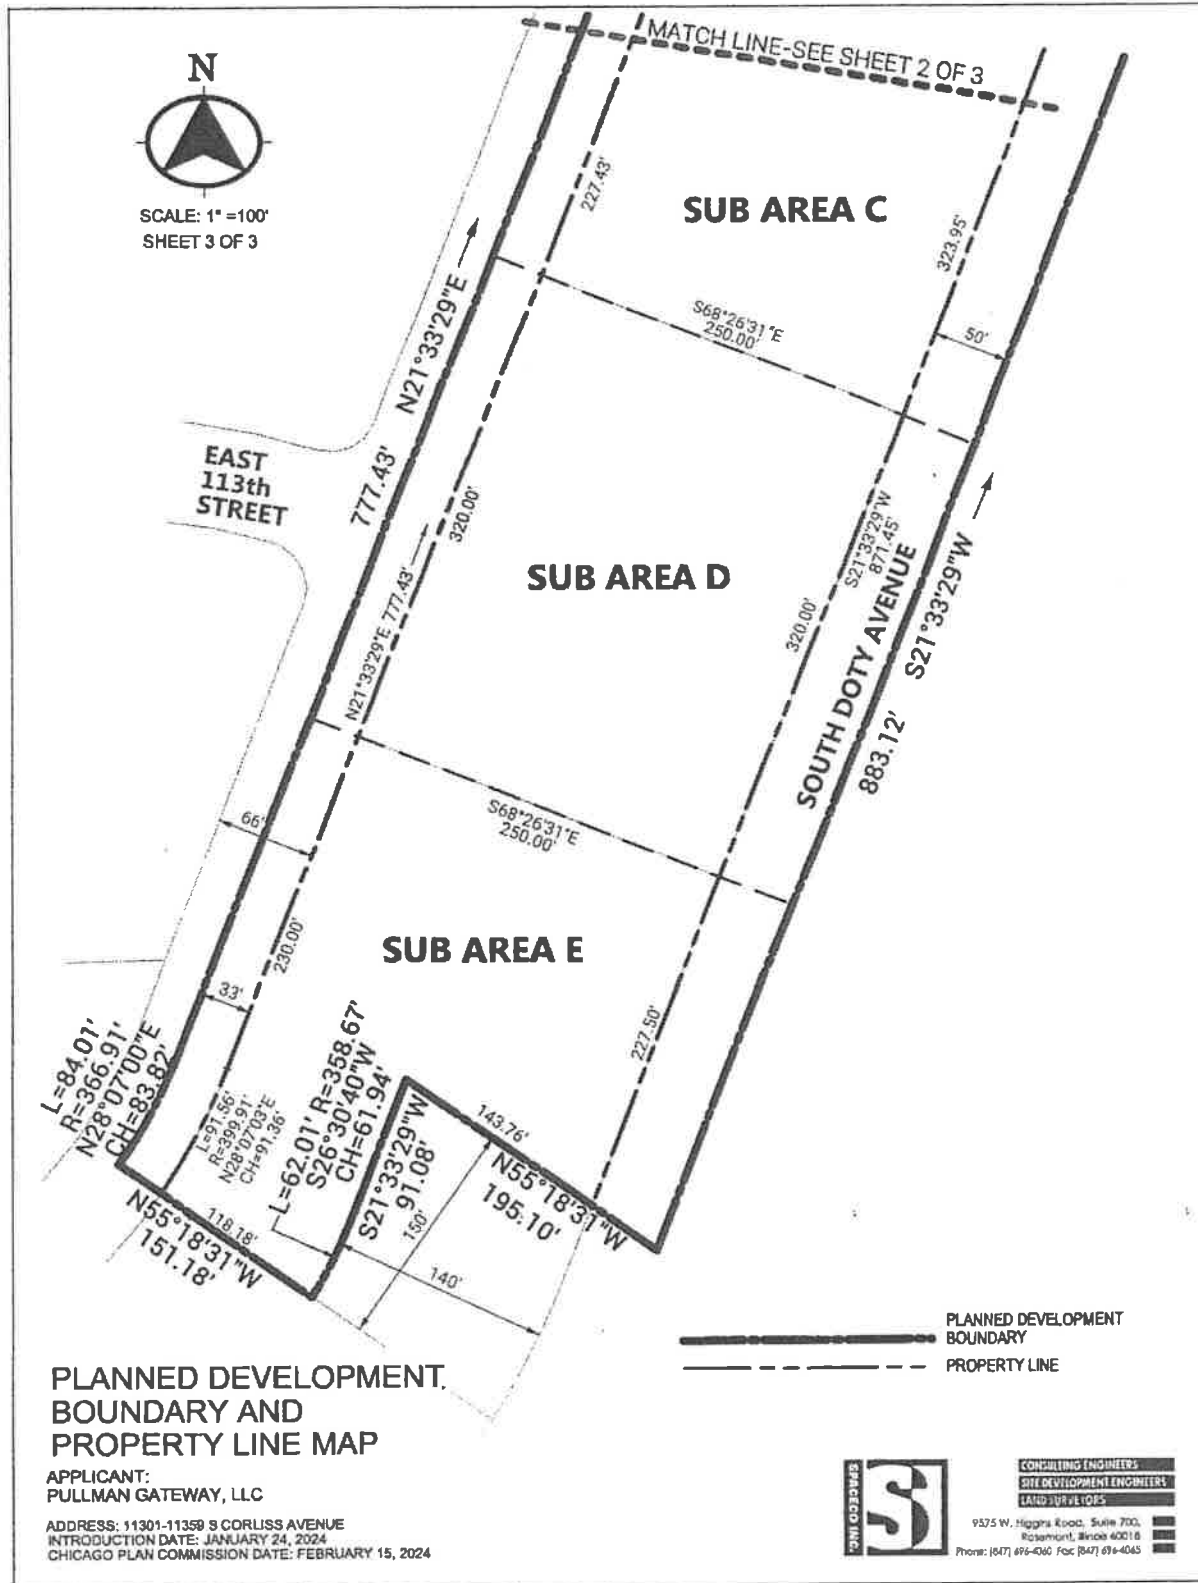 MATCH LINE-SEE SHEET 2 OF 3
N
SCALE: 1" =100'
SHEET 3 OF 3
227.43'
SUB AREA C
323.95'
N21°33'29"E
777.43'
S68°26'31"E
250.00'
50'
EAST
113th
STREET
320.00'
N21°33'29"E 777.43'
SUB AREA D
S21°33'29"W
871.45'
320.00'
SOUTH DOTY AVENUE
S21°33'29"W
883.12'
66'
S68°26'31"E
250.00'
230.00'
SUB AREA E
33'
227.50'
L=84.01'
R=366.91'
N28°07'00"E
CH=83.82'
L=91.56'
R=399.91'
N28°07'03"E
CH=91.36'
L=62.01' R=358.67'
S26°30'40"W
CH=61.94'
S21°33'29"W
91.08'
143.76'
N55°18'31"W
195.10'
118.18'
N55°18'31"W
151.18'
150'
140'
PLANNED DEVELOPMENT
BOUNDARY
PROPERTY LINE
PLANNED DEVELOPMENT,
BOUNDARY AND
PROPERTY LINE MAP
APPLICANT:
PULLMAN GATEWAY, LLC
ADDRESS: 11301-11359 S CORLISS AVENUE
INTRODUCTION DATE: JANUARY 24, 2024
CHICAGO PLAN COMMISSION DATE: FEBRUARY 15, 2024
SPACECO INC.
CONSULTING ENGINEERS
SITE DEVELOPMENT ENGINEERS
LAND SURVEYORS
9575 W. Higgins Road, Suite 700,
Rosemont, Illinois 60018
Phone: (847) 696-4060 Fax: (847) 696-4065